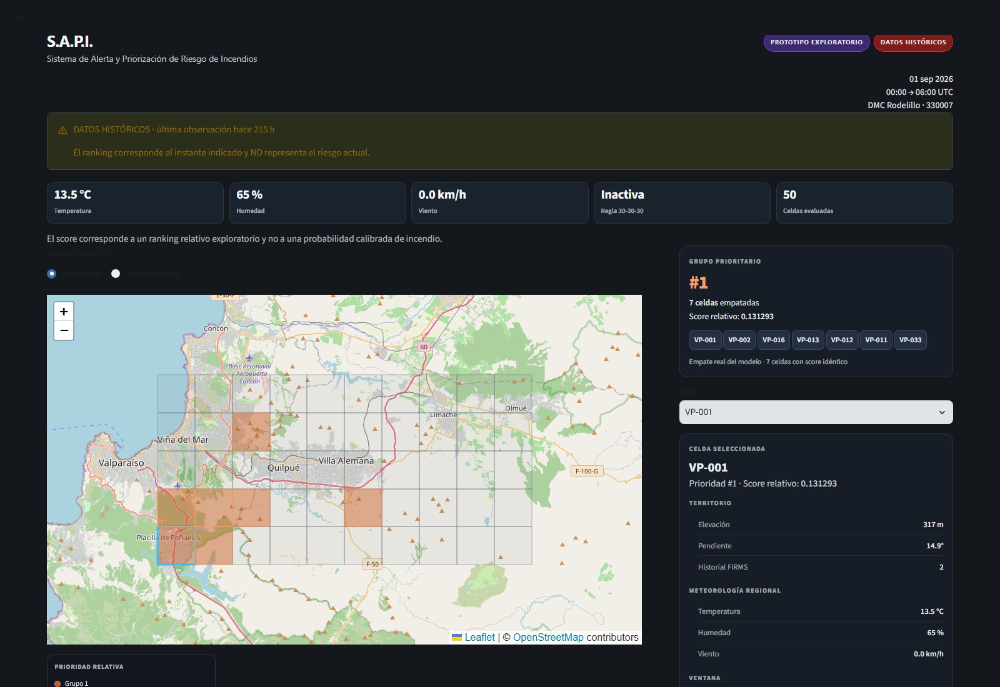 S.A.P.I.
Sistema de Alerta y Priorización de Riesgo de Incendios
PROTOTIPO EXPLORATORIO
DATOS HISTÓRICOS
01 sep 2026
00:00 → 06:00 UTC
DMC Rodelillo · 330007
DATOS HISTÓRICOS · última observación hace 215 h
El ranking corresponde al instante indicado y NO representa el riesgo actual.
13.5 °C
Temperatura
65 %
Humedad
0.0 km/h
Viento
Inactiva
Regla 30-30-30
50
Celdas evaluadas
El score corresponde a un ranking relativo exploratorio y no a una probabilidad calibrada de incendio.
Vista del mapa
Prioridades
Todas las celdas
+
−
E-30-F
Concón
60
Base Aeronaval
y Aeropuerto
Concón
Limache
Olmué
Viña del Mar
Valparaíso
Quilpué
Villa Alemana
F-100-G
Placilla de Peñuelas
F-50
Leaflet | © OpenStreetMap contributors
PRIORIDAD RELATIVA
Grupo 1
GRUPO PRIORITARIO
#1
7 celdas empatadas
Score relativo: 0.131293
VP-001 VP-002 VP-016 VP-013 VP-012 VP-011 VP-033
Empate real del modelo · 7 celdas con score idéntico
Celda
VP-001
CELDA SELECCIONADA
VP-001
Prioridad #1 · Score relativo: 0.131293
TERRITORIO
Elevación 317 m
Pendiente 14.9°
Historial FIRMS 2
METEOROLOGÍA REGIONAL
Temperatura 13.5 °C
Humedad 65 %
Viento 0.0 km/h
VENTANA